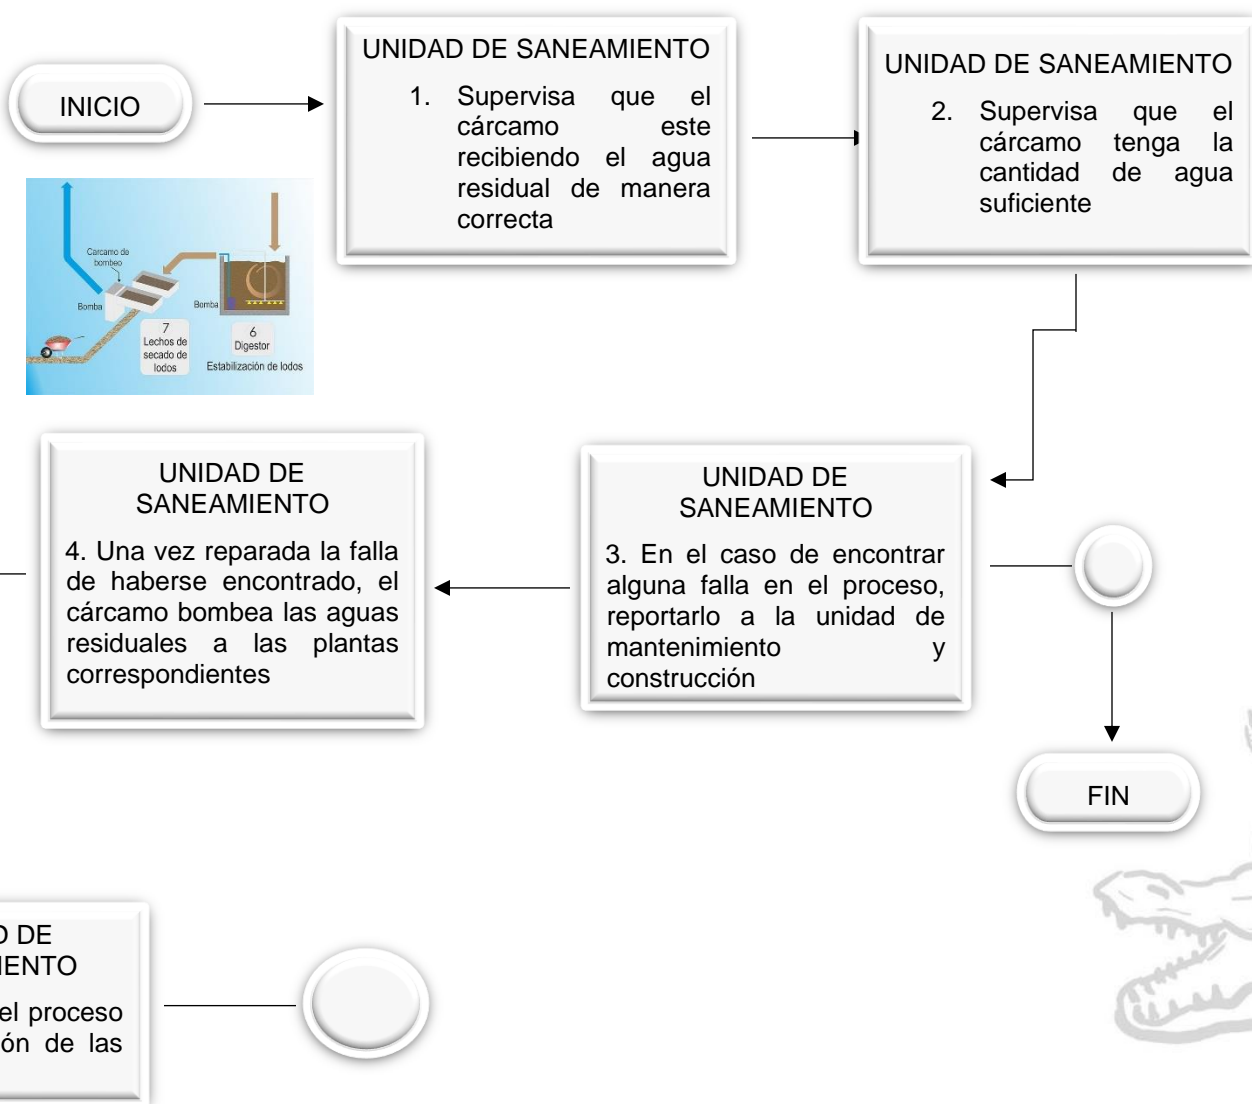 INICIO
UNIDAD DE SANEAMIENTO
1. Supervisa que el
cárcamo este
recibiendo el agua
residual de manera
correcta
UNIDAD DE SANEAMIENTO
2. Supervisa que el
cárcamo tenga la
cantidad de agua
suficiente
Carcamo de
bombeo
Bomba
Bomba
7
Lechos de
secado de
lodos
6
Digestor
Estabilización de lodos
UNIDAD DE
SANEAMIENTO
4. Una vez reparada la falla
de haberse encontrado, el
cárcamo bombea las aguas
residuales a las plantas
correspondientes
UNIDAD DE
SANEAMIENTO
3. En el caso de encontrar
alguna falla en el proceso,
reportarlo a la unidad de
mantenimiento y
construcción
FIN
DE
IENTO
el proceso
ón de las